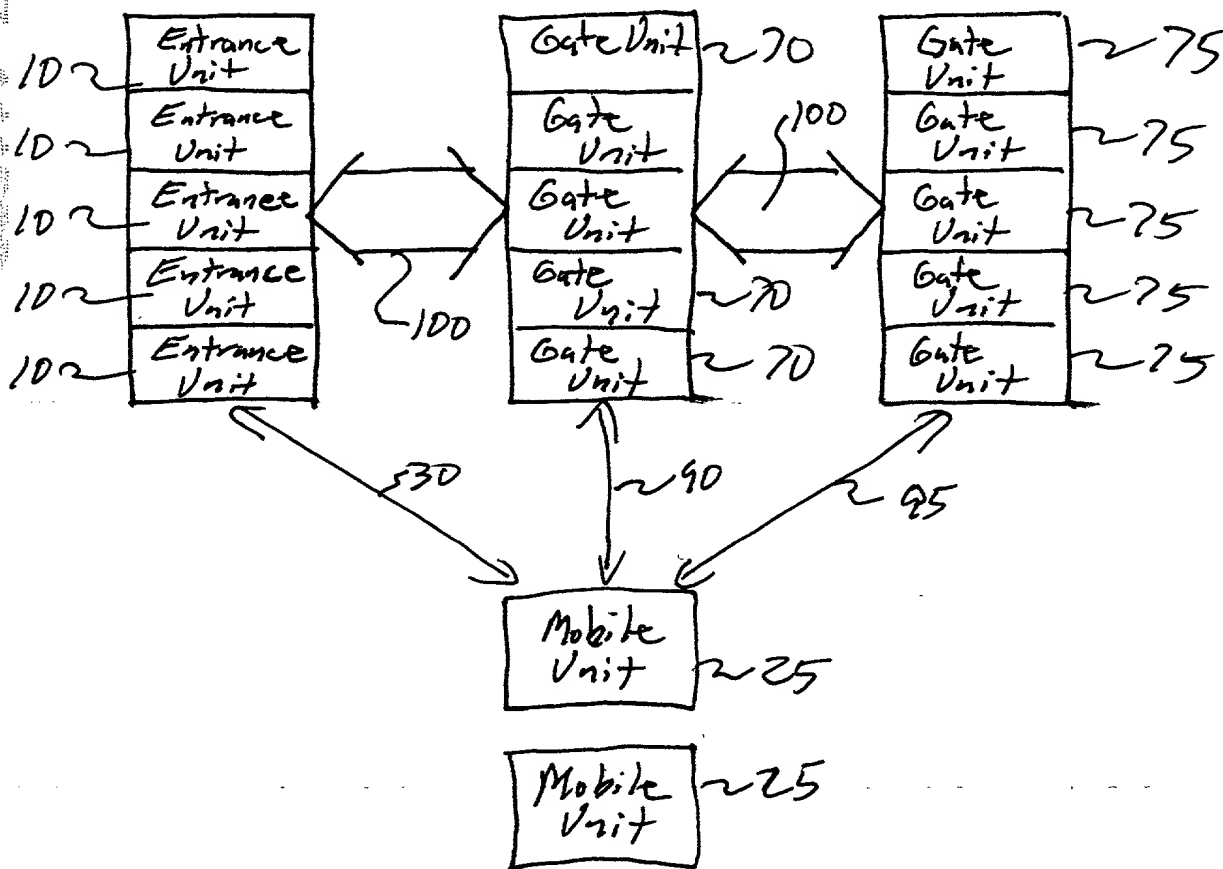 Entrance
Unit
10
Entrance
Unit
10
Entrance
Unit
10
Entrance
Unit
10
Entrance
Unit
10
100
Gate Unit
70
Gate
Unit
Gate
Unit
Gate
Unit
70
Gate
Unit
70
100
Gate
Unit
75
Gate
Unit
75
Gate
Unit
75
Gate
Unit
75
Gate
Unit
75
30
90
95
Mobile
Unit
25
Mobile
Unit
25